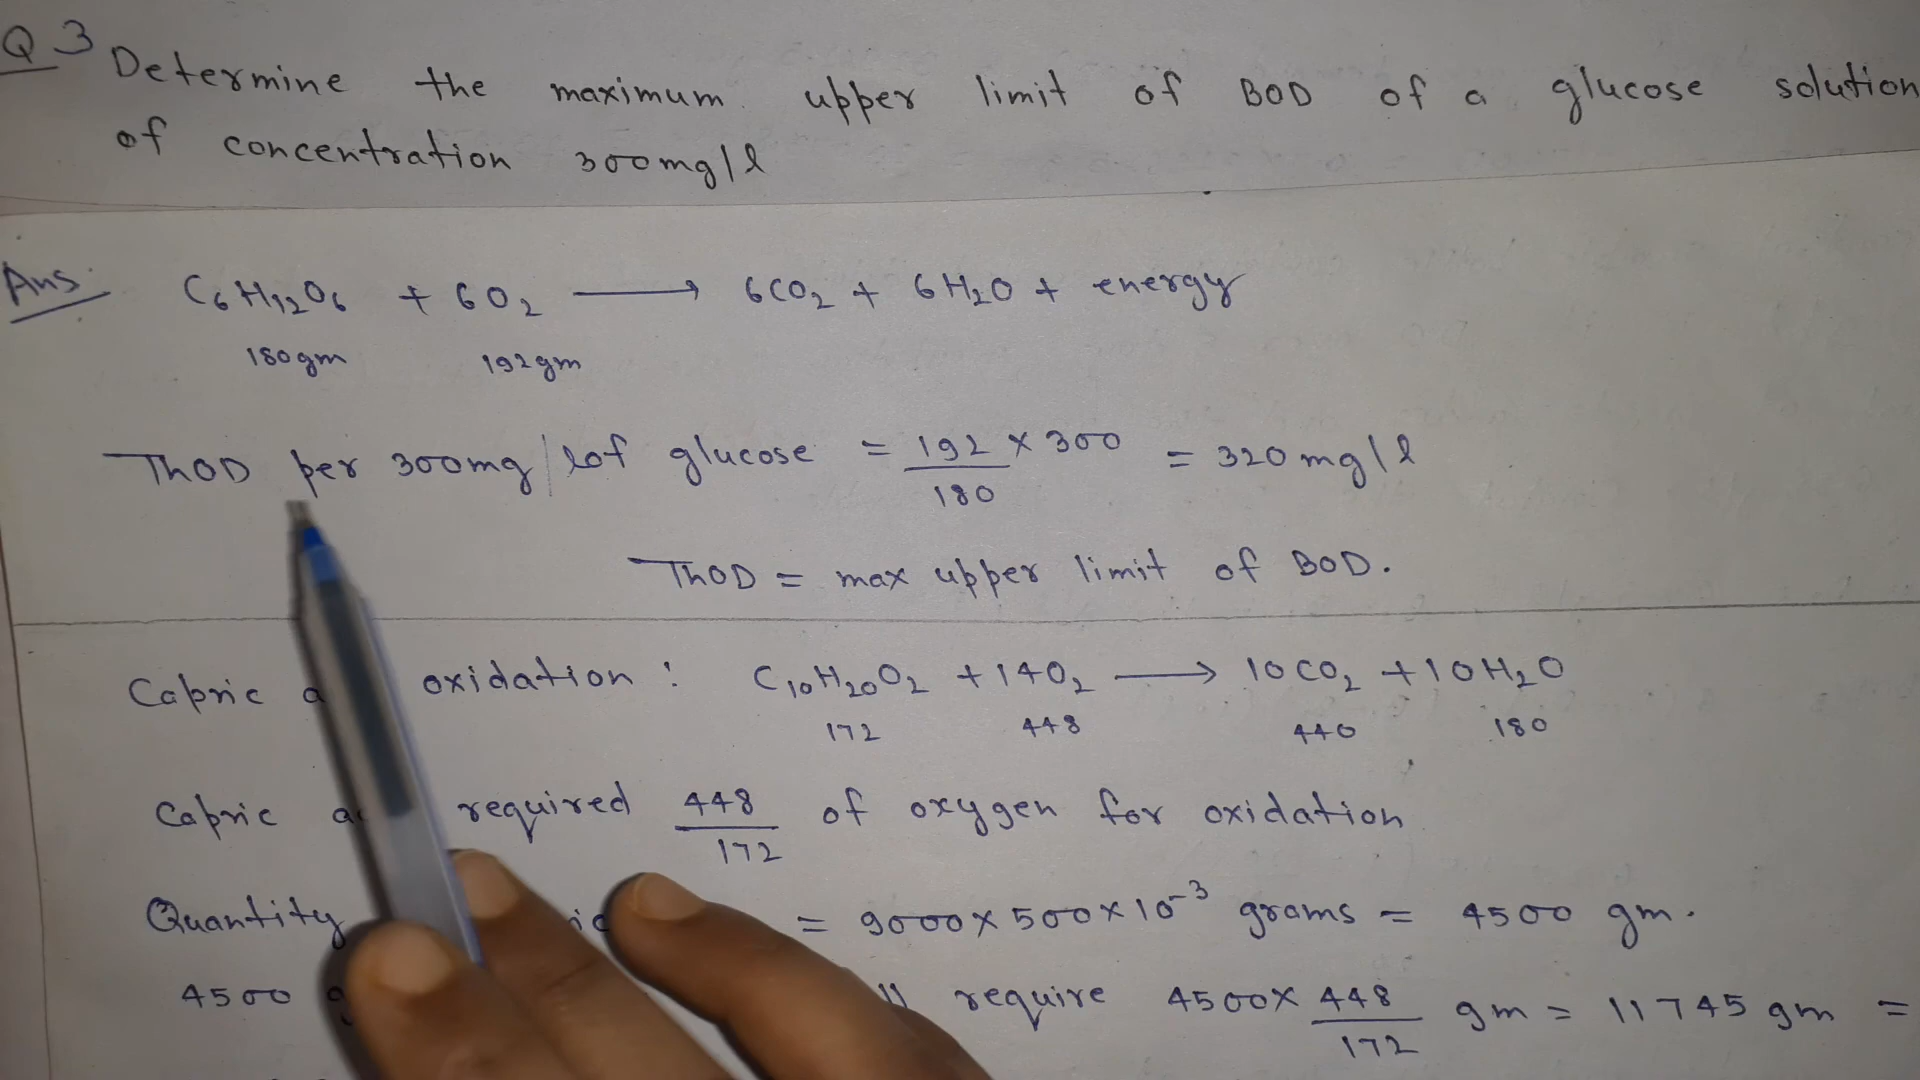 Q 3 Determine the maximum upper limit of BOD of a glucose solution
of concentration 300mg/l
Ans. C6H12O6 + 6O2 → 6CO2 + 6H2O + energy
180gm 192gm
ThOD per 300mg/l of glucose = 192 × 300 / 180 = 320 mg/l
ThOD = max upper limit of BOD.
Capric a oxidation : C10H20O2 + 14O2 → 10CO2 + 10H2O
172 448 440 180
Capric required 448/172 of oxygen for oxidation
Quantity = 9000 × 500 × 10⁻³ grams = 4500 gm.
4500 require 4500 × 448/172 gm = 11745 gm =